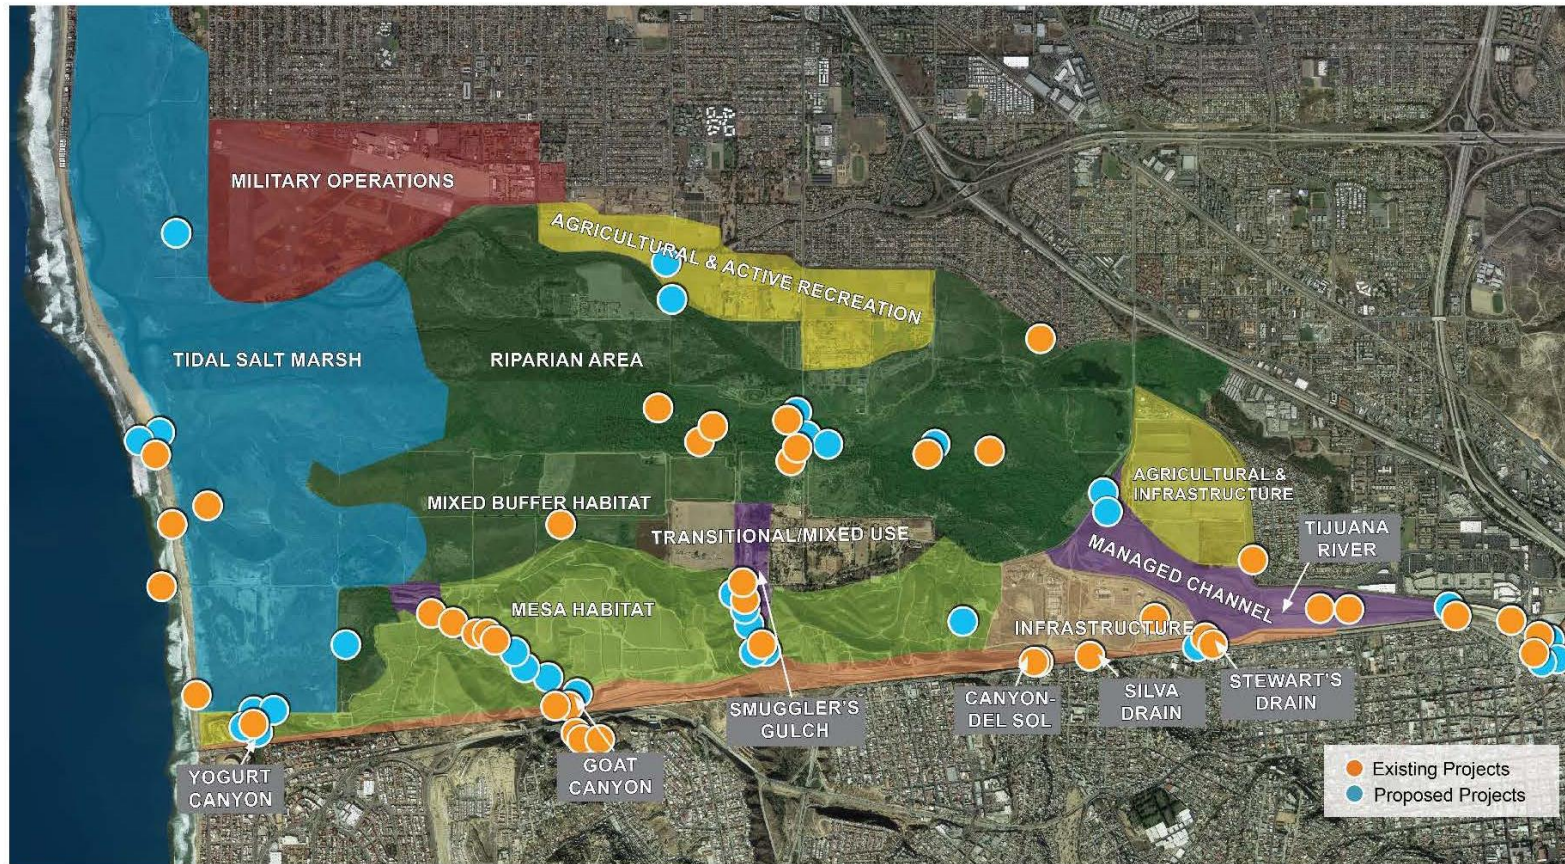 MILITARY OPERATIONS
AGRICULTURAL & ACTIVE RECREATION
TIDAL SALT MARSH
RIPARIAN AREA
MIXED BUFFER HABITAT
TRANSITIONAL/MIXED USE
AGRICULTURAL &
INFRASTRUCTURE
TIJUANA
RIVER
MANAGED CHANNEL
MESA HABITAT
INFRASTRUCTURE
SMUGGLER'S
GULCH
CANYON-
DEL SOL
SILVA
DRAIN
STEWART'S
DRAIN
YOGURT
CANYON
GOAT
CANYON
Existing Projects
Proposed Projects